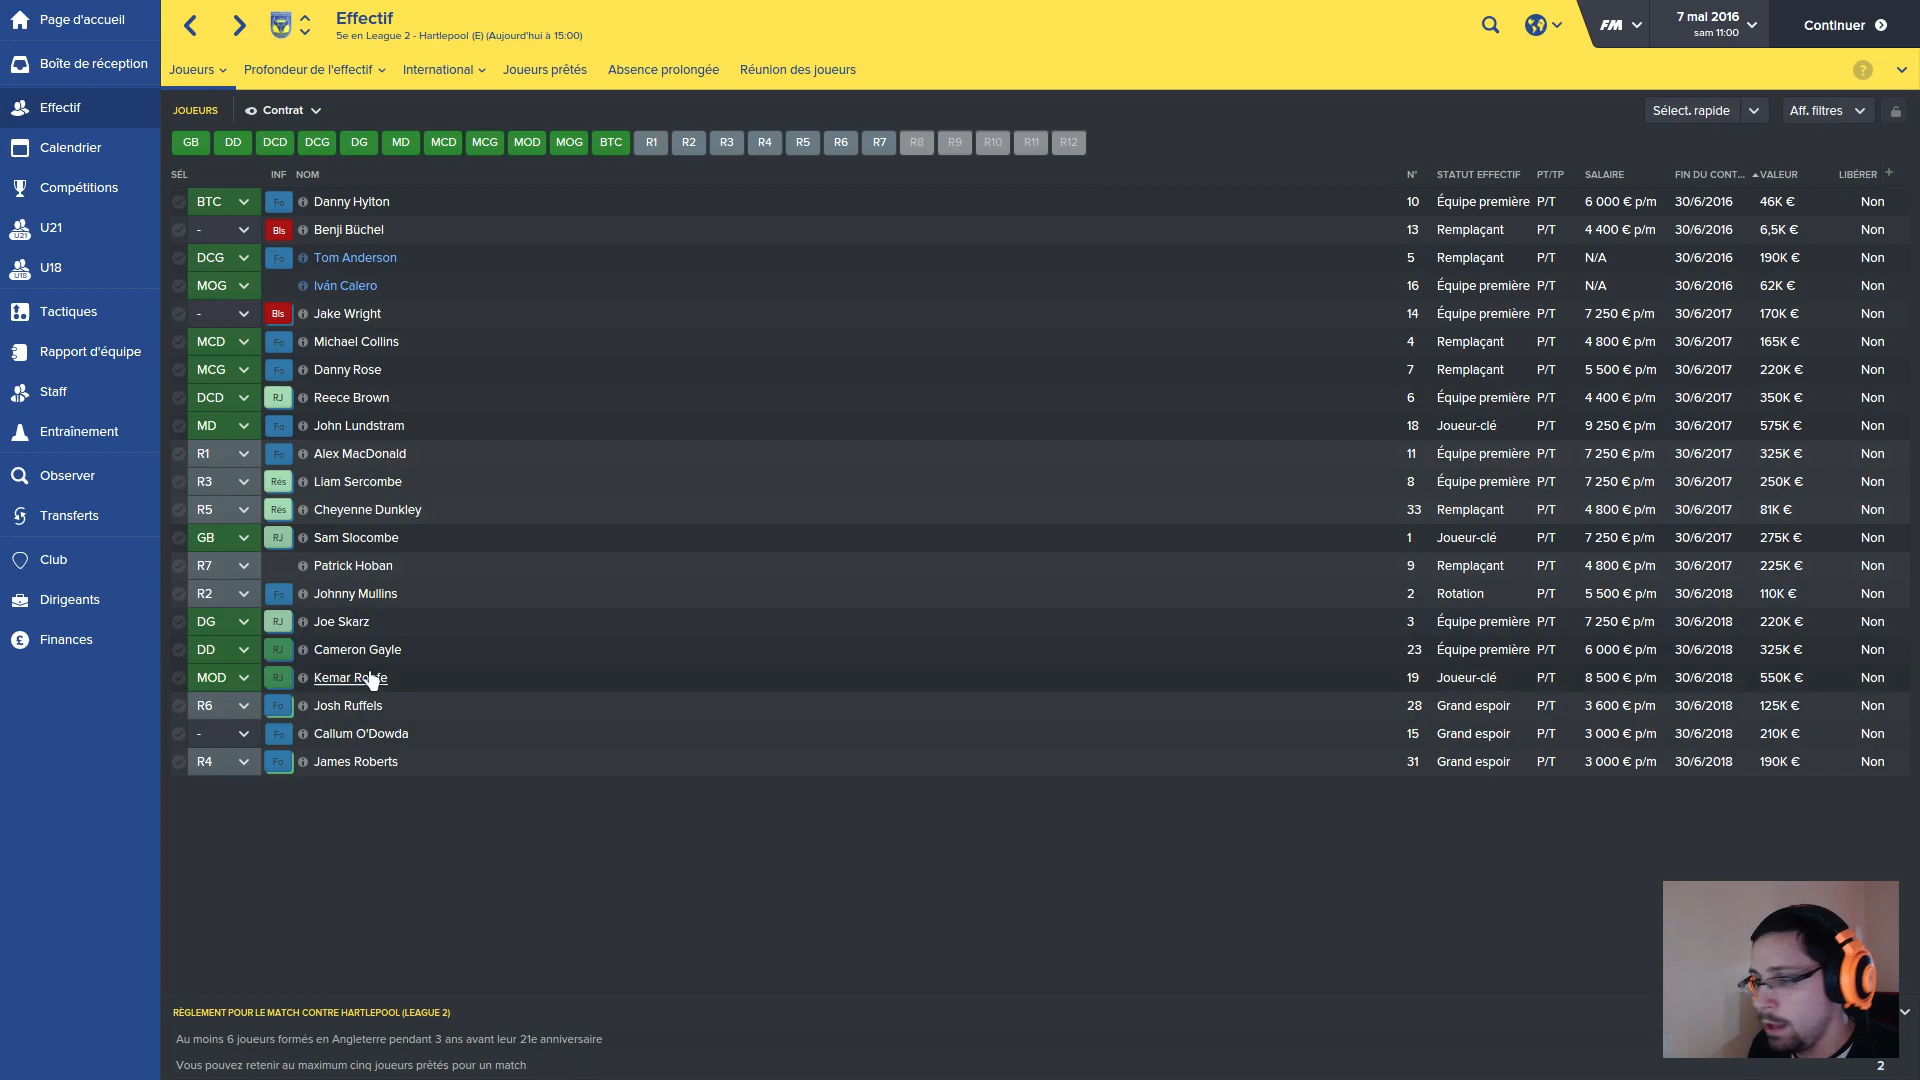 Page d'accueil
Boîte de réception
Effectif
Calendrier
Compétitions
U21
U18
Tactiques
Rapport d'équipe
Staff
Entraînement
Observer
Transferts
Club
Dirigeants
Finances
Effectif
5e en League 2 - Hartlepool (E) (Aujourd'hui à 15:00)
FM
7 mai 2016
sam 11:00
Continuer
Joueurs Profondeur de l'effectif International Joueurs prêtés Absence prolongée Réunion des joueurs ?
JOUEURS Contrat Sélect. rapide Aff. filtres
GB DD DCD DCG DG MD MCD MCG MOD MOG BTC R1 R2 R3 R4 R5 R6 R7 R8 R9 R10 R11 R12
SÉL INF NOM N° STATUT EFFECTIF PT/TP SALAIRE FIN DU CONT... VALEUR LIBÉRER +
BTC Fo Danny Hylton 10 Équipe première P/T 6 000 € p/m 30/6/2016 46K € Non
- Bls Benji Büchel 13 Remplaçant P/T 4 400 € p/m 30/6/2016 6,5K € Non
DCG Fo Tom Anderson 5 Remplaçant P/T N/A 30/6/2016 190K € Non
MOG Iván Calero 16 Équipe première P/T N/A 30/6/2016 62K € Non
- Bls Jake Wright 14 Équipe première P/T 7 250 € p/m 30/6/2017 170K € Non
MCD Fo Michael Collins 4 Remplaçant P/T 4 800 € p/m 30/6/2017 165K € Non
MCG Fo Danny Rose 7 Remplaçant P/T 5 500 € p/m 30/6/2017 220K € Non
DCD RJ Reece Brown 6 Équipe première P/T 4 400 € p/m 30/6/2017 350K € Non
MD Fo John Lundstram 18 Joueur-clé P/T 9 250 € p/m 30/6/2017 575K € Non
R1 Fo Alex MacDonald 11 Équipe première P/T 7 250 € p/m 30/6/2017 325K € Non
R3 Rés Liam Sercombe 8 Équipe première P/T 7 250 € p/m 30/6/2017 250K € Non
R5 Rés Cheyenne Dunkley 33 Remplaçant P/T 4 800 € p/m 30/6/2017 81K € Non
GB RJ Sam Slocombe 1 Joueur-clé P/T 7 250 € p/m 30/6/2017 275K € Non
R7 Patrick Hoban 9 Remplaçant P/T 4 800 € p/m 30/6/2017 225K € Non
R2 Fo Johnny Mullins 2 Rotation P/T 5 500 € p/m 30/6/2018 110K € Non
DG RJ Joe Skarz 3 Équipe première P/T 7 250 € p/m 30/6/2018 220K € Non
DD RJ Cameron Gayle 23 Équipe première P/T 6 000 € p/m 30/6/2018 325K € Non
MOD RJ Kemar 19 Joueur-clé P/T 8 500 € p/m 30/6/2018 550K € Non
R6 Fo Josh Ruffels 28 Grand espoir P/T 3 600 € p/m 30/6/2018 125K € Non
- Fo Callum O'Dowda 15 Grand espoir P/T 3 000 € p/m 30/6/2018 210K € Non
R4 Fo James Roberts 31 Grand espoir P/T 3 000 € p/m 30/6/2018 190K € Non
RÈGLEMENT POUR LE MATCH CONTRE HARTLEPOOL (LEAGUE 2)
Au moins 6 joueurs formés en Angleterre pendant 3 ans avant leur 21e anniversaire
Vous pouvez retenir au maximum cinq joueurs prêtés pour un match
2